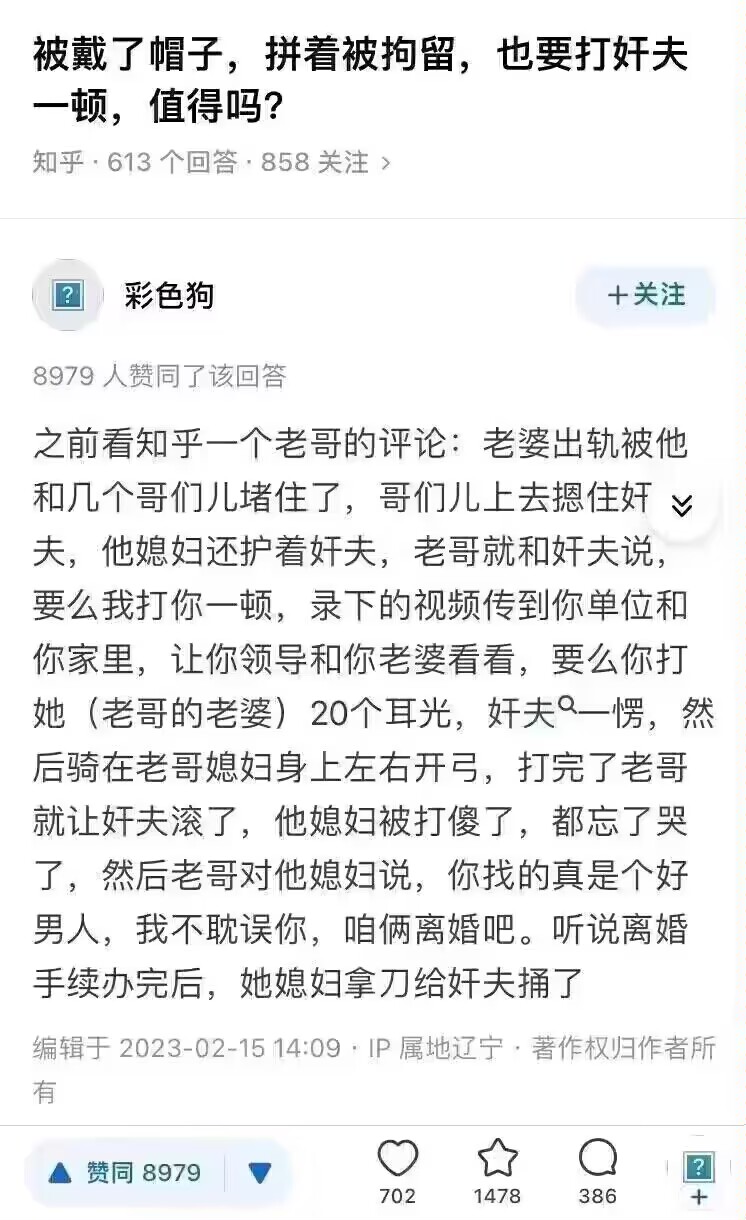 被戴了帽子，拼着被拘留，也要打奸夫
一顿，值得吗？
知乎 · 613 个回答 · 858 关注 >
彩色狗
+关注
8979 人赞同了该回答
之前看知乎一个老哥的评论：老婆出轨被他
和几个哥们儿堵住了，哥们儿上去摁住奸
夫，他媳妇还护着奸夫，老哥就和奸夫说，
要么我打你一顿，录下的视频传到你单位和
你家里，让你领导和你老婆看看，要么你打
她（老哥的老婆）20个耳光，奸夫一愣，然
后骑在老哥媳妇身上左右开弓，打完了老哥
就让奸夫滚了，他媳妇被打傻了，都忘了哭
了，然后老哥对他媳妇说，你找的真是个好
男人，我不耽误你，咱俩离婚吧。听说离婚
手续办完后，她媳妇拿刀给奸夫捅了
编辑于 2023-02-15 14:09 · IP 属地辽宁 · 著作权归作者所
有
赞同 8979
702
1478
386